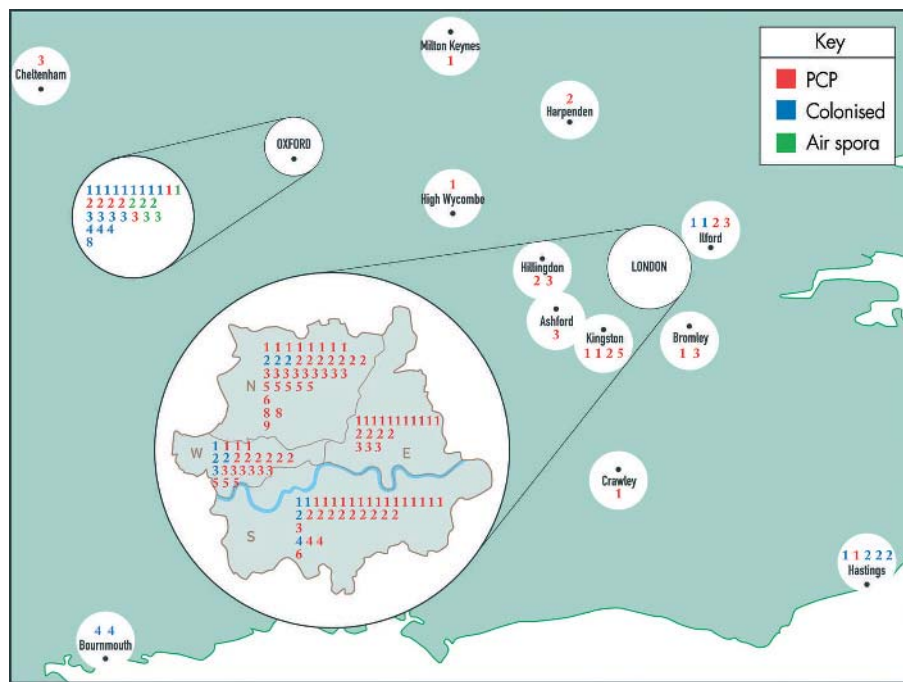 Key
PCP
Colonised
Air spora
Milton Keynes
1
3
Cheltenham
2
Harpenden
OXFORD
1 1 1 1 1 1 1 1 1 1 1
2 2 2 2 2 2 2
3 3 3 3 3 3 3
4 4 4
8
1
High Wycombe
1 1 2 3
Ilford
LONDON
Hillingdon
2 3
Ashford
3
Kingston
1 1 2 5
Bromley
1 3
N
1 1 1 1 1 1 1 1
2 2 2 2 2 2 2 2 2 2
3 3 3 3 3 3 3 3 3
5 5 5 5 5
6
8 8
9
W
1 1 1 1
2 2 2 2 2 2 2 2
3 3 3 3 3 3 3
5 5 5
E
1 1 1 1 1 1 1 1 1 1 1
2 2 2 2
3 3 3
S
1 1 1 1 1 1 1 1 1 1 1 1 1 1 1 1
2 2 2 2 2 2 2 2 2 2 2
3
4 4 4
6
Crawley
1
1 1 2 2 2
Hastings
4 4
Bournmouth